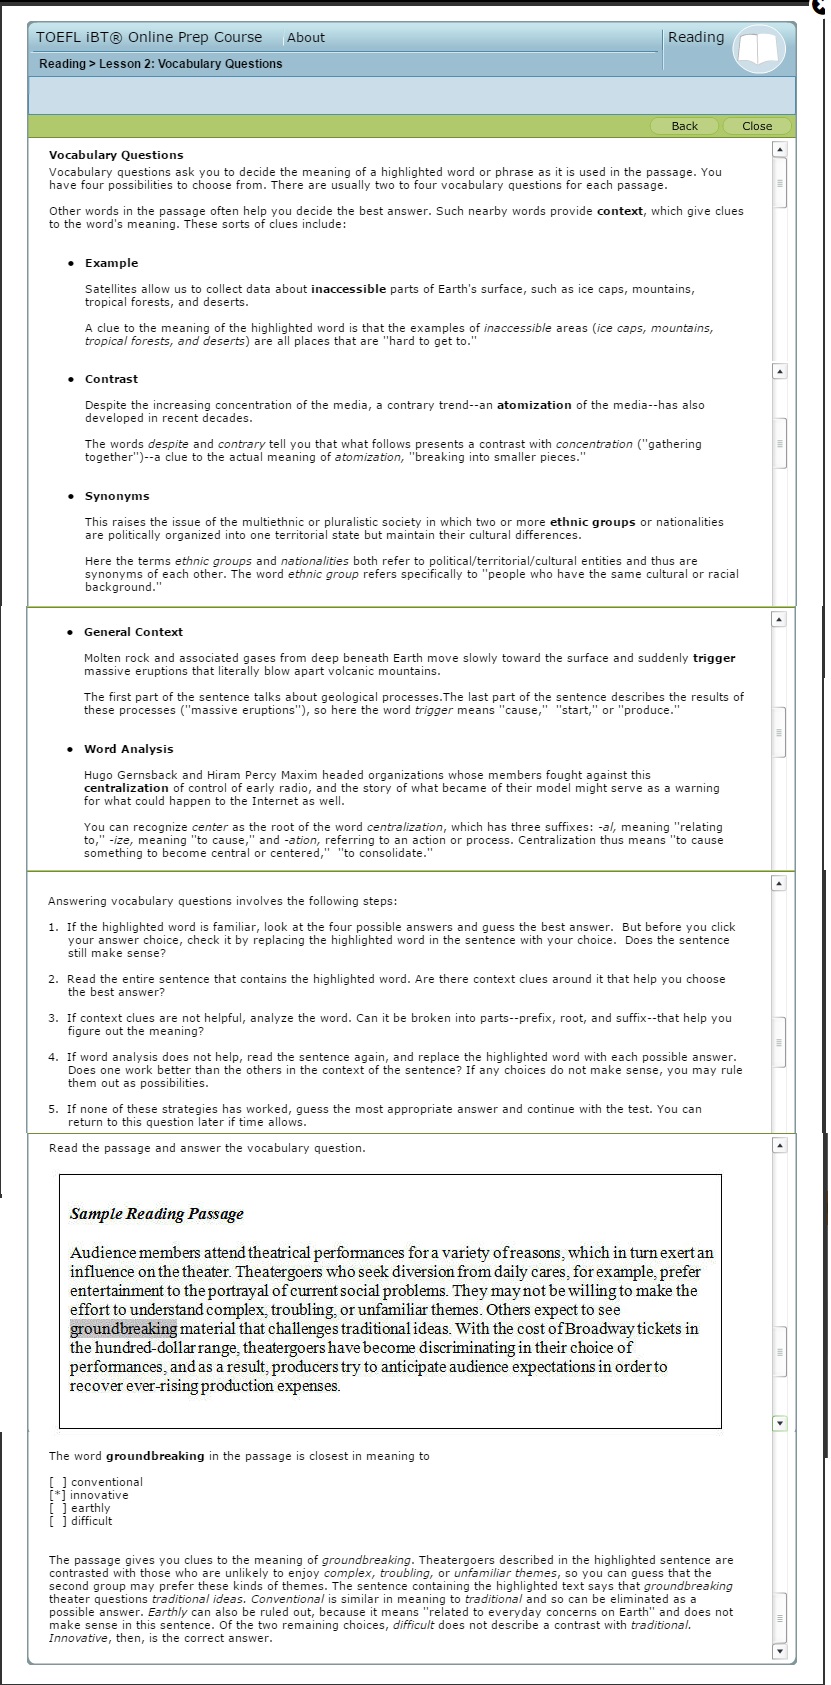 TOEFL iBT® Online Prep Course About Reading
Reading > Lesson 2: Vocabulary Questions
Back Close
Vocabulary Questions
Vocabulary questions ask you to decide the meaning of a highlighted word or phrase as it is used in the passage. You
have four possibilities to choose from. There are usually two to four vocabulary questions for each passage.
Other words in the passage often help you decide the best answer. Such nearby words provide context, which give clues
to the word's meaning. These sorts of clues include:
• Example
Satellites allow us to collect data about inaccessible parts of Earth's surface, such as ice caps, mountains,
tropical forests, and deserts.
A clue to the meaning of the highlighted word is that the examples of inaccessible areas (ice caps, mountains,
tropical forests, and deserts) are all places that are "hard to get to."
• Contrast
Despite the increasing concentration of the media, a contrary trend--an atomization of the media--has also
developed in recent decades.
The words despite and contrary tell you that what follows presents a contrast with concentration ("gathering
together")--a clue to the actual meaning of atomization, "breaking into smaller pieces."
• Synonyms
This raises the issue of the multiethnic or pluralistic society in which two or more ethnic groups or nationalities
are politically organized into one territorial state but maintain their cultural differences.
Here the terms ethnic groups and nationalities both refer to political/territorial/cultural entities and thus are
synonyms of each other. The word ethnic group refers specifically to "people who have the same cultural or racial
background."
• General Context
Molten rock and associated gases from deep beneath Earth move slowly toward the surface and suddenly trigger
massive eruptions that literally blow apart volcanic mountains.
The first part of the sentence talks about geological processes.The last part of the sentence describes the results of
these processes ("massive eruptions"), so here the word trigger means "cause," "start," or "produce."
• Word Analysis
Hugo Gernsback and Hiram Percy Maxim headed organizations whose members fought against this
centralization of control of early radio, and the story of what became of their model might serve as a warning
for what could happen to the Internet as well.
You can recognize center as the root of the word centralization, which has three suffixes: -al, meaning "relating
to," -ize, meaning "to cause," and -ation, referring to an action or process. Centralization thus means "to cause
something to become central or centered," "to consolidate."
Answering vocabulary questions involves the following steps:
1. If the highlighted word is familiar, look at the four possible answers and guess the best answer. But before you click
your answer choice, check it by replacing the highlighted word in the sentence with your choice. Does the sentence
still make sense?
2. Read the entire sentence that contains the highlighted word. Are there context clues around it that help you choose
the best answer?
3. If context clues are not helpful, analyze the word. Can it be broken into parts--prefix, root, and suffix--that help you
figure out the meaning?
4. If word analysis does not help, read the sentence again, and replace the highlighted word with each possible answer.
Does one work better than the others in the context of the sentence? If any choices do not make sense, you may rule
them out as possibilities.
5. If none of these strategies has worked, guess the most appropriate answer and continue with the test. You can
return to this question later if time allows.
Read the passage and answer the vocabulary question.
Sample Reading Passage
Audience members attend theatrical performances for a variety of reasons, which in turn exert an
influence on the theater. Theatergoers who seek diversion from daily cares, for example, prefer
entertainment to the portrayal of current social problems. They may not be willing to make the
effort to understand complex, troubling, or unfamiliar themes. Others expect to see
groundbreaking material that challenges traditional ideas. With the cost of Broadway tickets in
the hundred-dollar range, theatergoers have become discriminating in their choice of
performances, and as a result, producers try to anticipate audience expectations in order to
recover ever-rising production expenses.
The word groundbreaking in the passage is closest in meaning to
[ ] conventional
[*] innovative
[ ] earthly
[ ] difficult
The passage gives you clues to the meaning of groundbreaking. Theatergoers described in the highlighted sentence are
contrasted with those who are unlikely to enjoy complex, troubling, or unfamiliar themes, so you can guess that the
second group may prefer these kinds of themes. The sentence containing the highlighted text says that groundbreaking
theater questions traditional ideas. Conventional is similar in meaning to traditional and so can be eliminated as a
possible answer. Earthly can also be ruled out, because it means "related to everyday concerns on Earth" and does not
make sense in this sentence. Of the two remaining choices, difficult does not describe a contrast with traditional.
Innovative, then, is the correct answer.